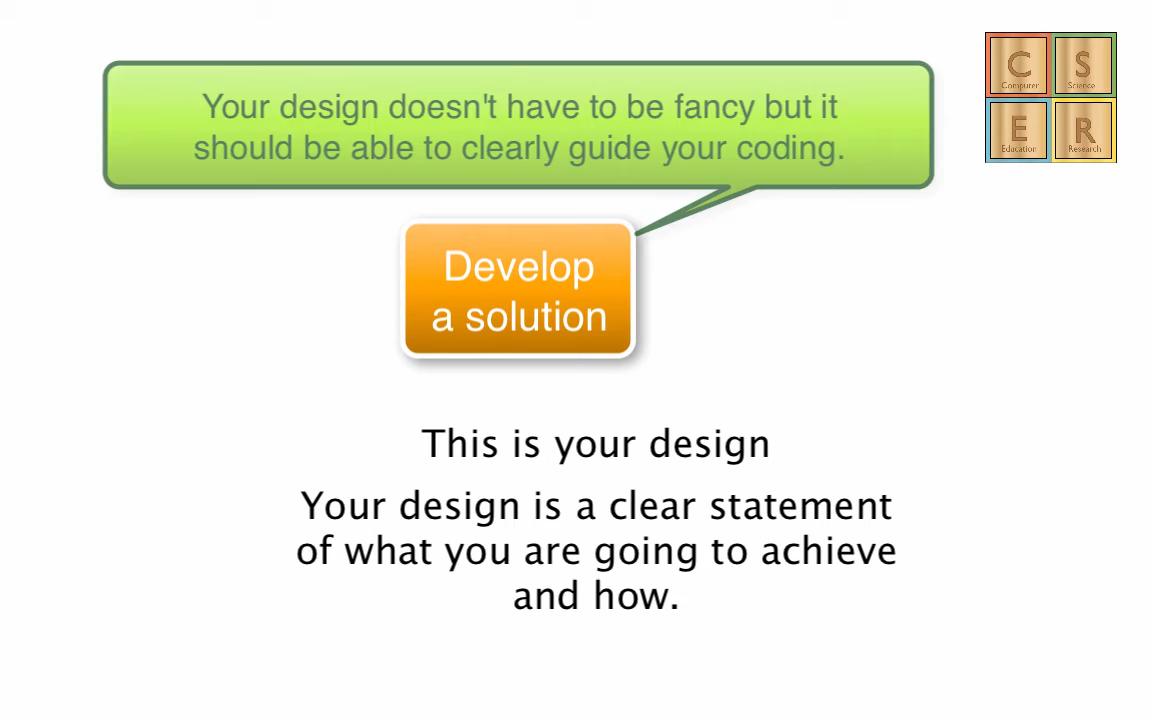 Your design doesn't have to be fancy but it
should be able to clearly guide your coding.
C
Computer
S
Science
E
Education
R
Research
Develop
a solution
This is your design
Your design is a clear statement
of what you are going to achieve
and how.